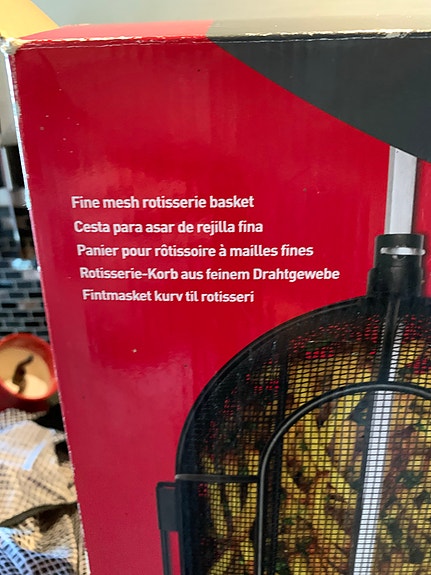 Fine mesh rotisserie basket
Cesta para asar de rejilla fina
Panier pour rôtissoire à mailles fines
Rotisserie-Korb aus feinem Drahtgewebe
Fintmasket kurv til rotisseri